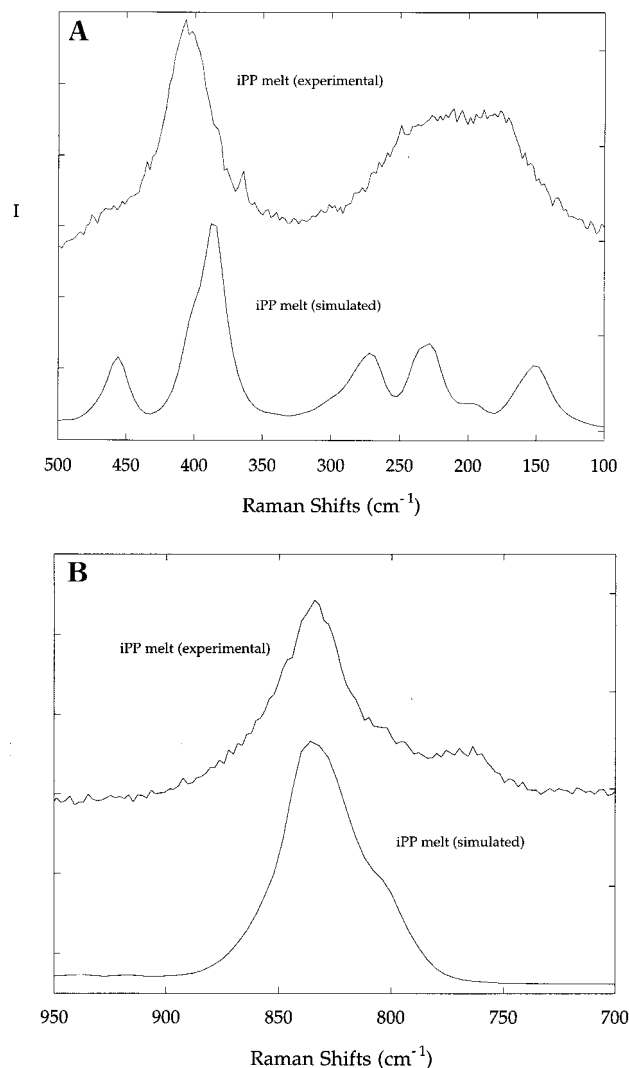 A
iPP melt (experimental)
I
iPP melt (simulated)
500 450 400 350 300 250 200 150 100
Raman Shifts (cm⁻¹)
B
iPP melt (experimental)
iPP melt (simulated)
950 900 850 800 750 700
Raman Shifts (cm⁻¹)